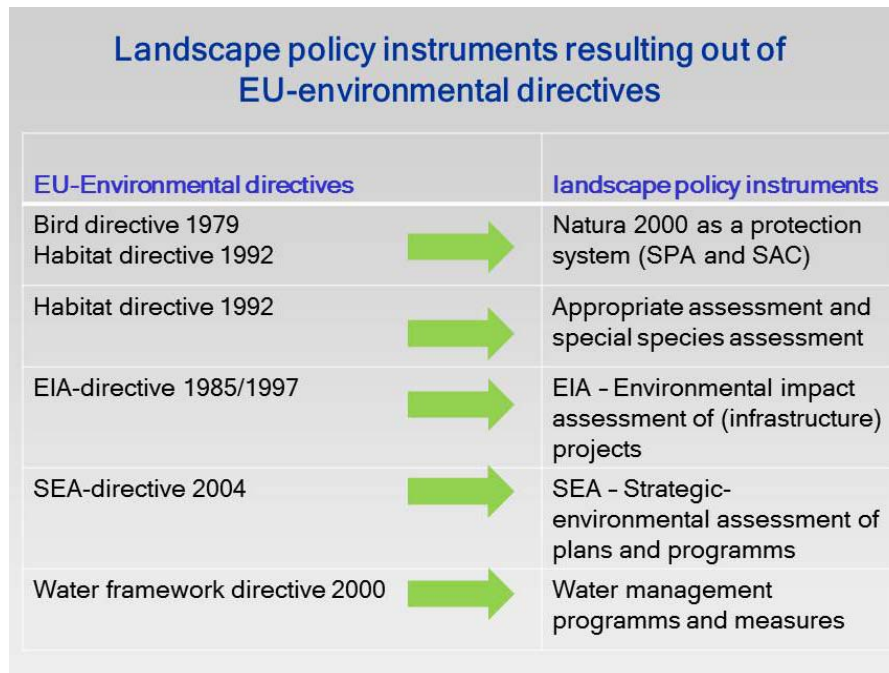 Landscape policy instruments resulting out of
EU-environmental directives
EU-Environmental directives
landscape policy instruments
Bird directive 1979
Habitat directive 1992
Natura 2000 as a protection
system (SPA and SAC)
Habitat directive 1992
Appropriate assessment and
special species assessment
EIA-directive 1985/1997
EIA – Environmental impact
assessment of (infrastructure)
projects
SEA-directive 2004
SEA – Strategic-
environmental assessment of
plans and programms
Water framework directive 2000
Water management
programms and measures